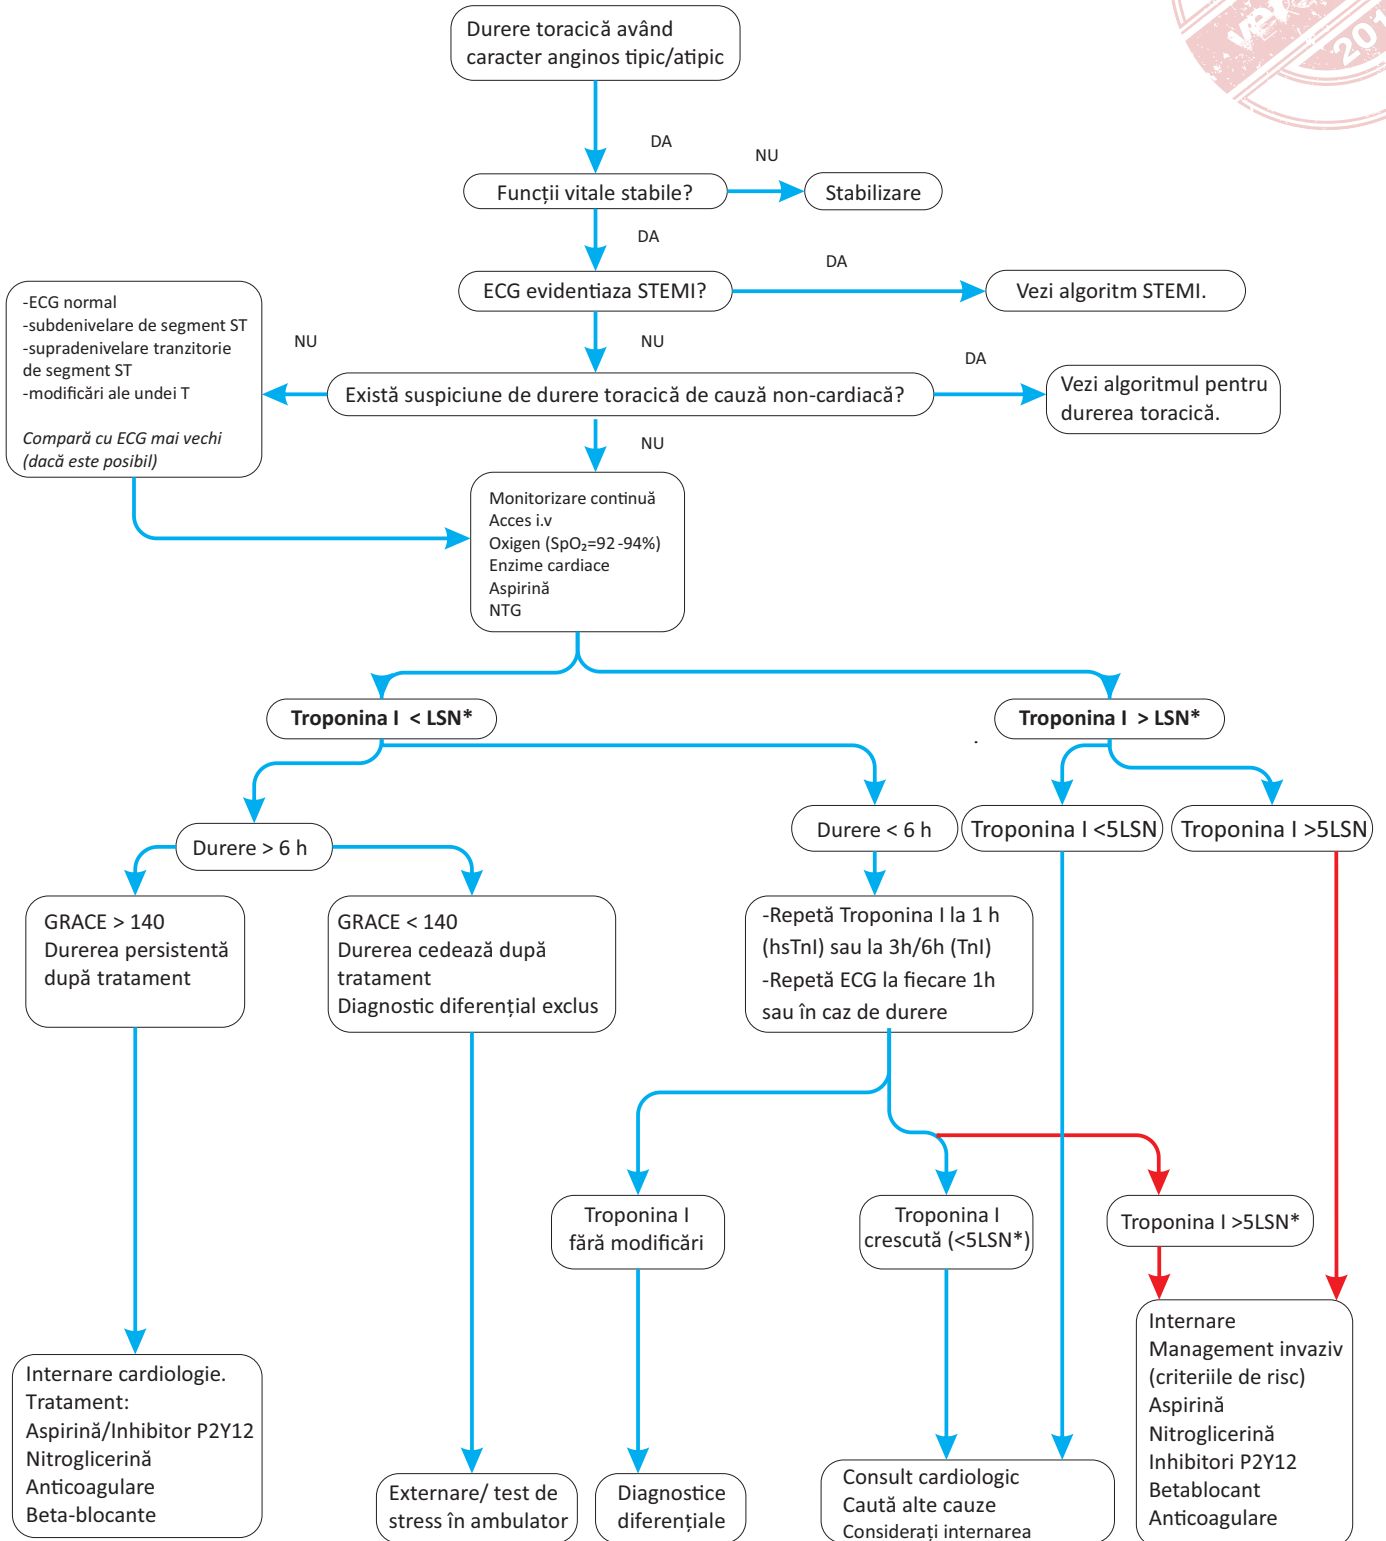 Durere toracică având
caracter anginos tipic/atipic
201
DA
NU
Funcții vitale stabile?
Stabilizare
DA
DA
ECG evidentiaza STEMI?
Vezi algoritm STEMI.
-ECG normal
-subdenivelare de segment ST
-supradenivelare tranzitorie
de segment ST
-modificări ale undei T
Compară cu ECG mai vechi
(dacă este posibil)
NU
NU
DA
Există suspiciune de durere toracică de cauză non-cardiacă?
Vezi algoritmul pentru
durerea toracică.
NU
Monitorizare continuă
Acces i.v
Oxigen (SpO₂=92-94%)
Enzime cardiace
Aspirină
NTG
Troponina I < LSN*
Troponina I > LSN*
Durere > 6 h
Durere < 6 h
Troponina I <5LSN
Troponina I >5LSN
GRACE > 140
Durerea persistentă
după tratament
GRACE < 140
Durerea cedează după
tratament
Diagnostic diferențial exclus
-Repetă Troponina I la 1 h
(hsTnI) sau la 3h/6h (TnI)
-Repetă ECG la fiecare 1h
sau în caz de durere
Troponina I
fără modificări
Troponina I
crescută (<5LSN*)
Troponina I >5LSN*
Internare cardiologie.
Tratament:
Aspirină/Inhibitor P2Y12
Nitroglicerină
Anticoagulare
Beta-blocante
Externare/ test de
stress în ambulator
Diagnostice
diferențiale
Consult cardiologic
Caută alte cauze
Considerați internarea
Internare
Management invaziv
(criteriile de risc)
Aspirină
Nitroglicerină
Inhibitori P2Y12
Betablocant
Anticoagulare